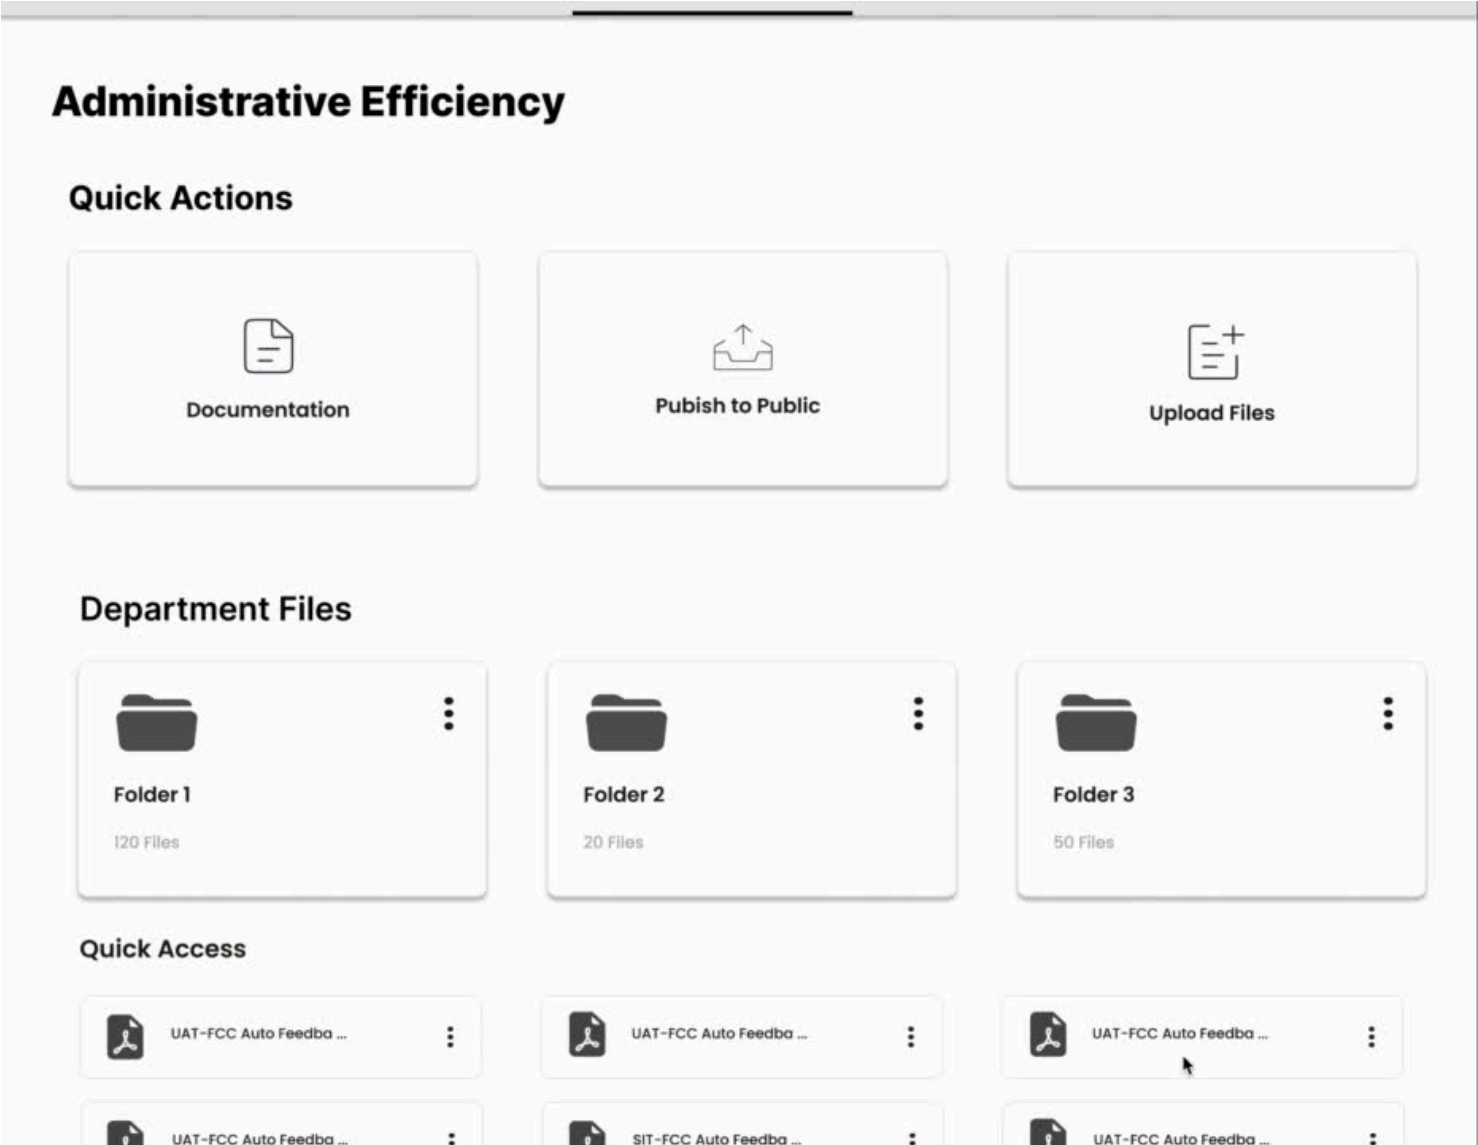 Administrative Efficiency
Quick Actions
Documentation
Pubish to Public
Upload Files
Department Files
Folder 1
Folder 2
Folder 3
120 Files
20 Files
50 Files
Quick Access
UAT-FCC Auto Feedba ...
UAT-FCC Auto Feedba ...
UAT-FCC Auto Feedba ...
UAT-FCC Auto Feedba ...
SIT-FCC Auto Feedba ...
UAT-FCC Auto Feedba ...